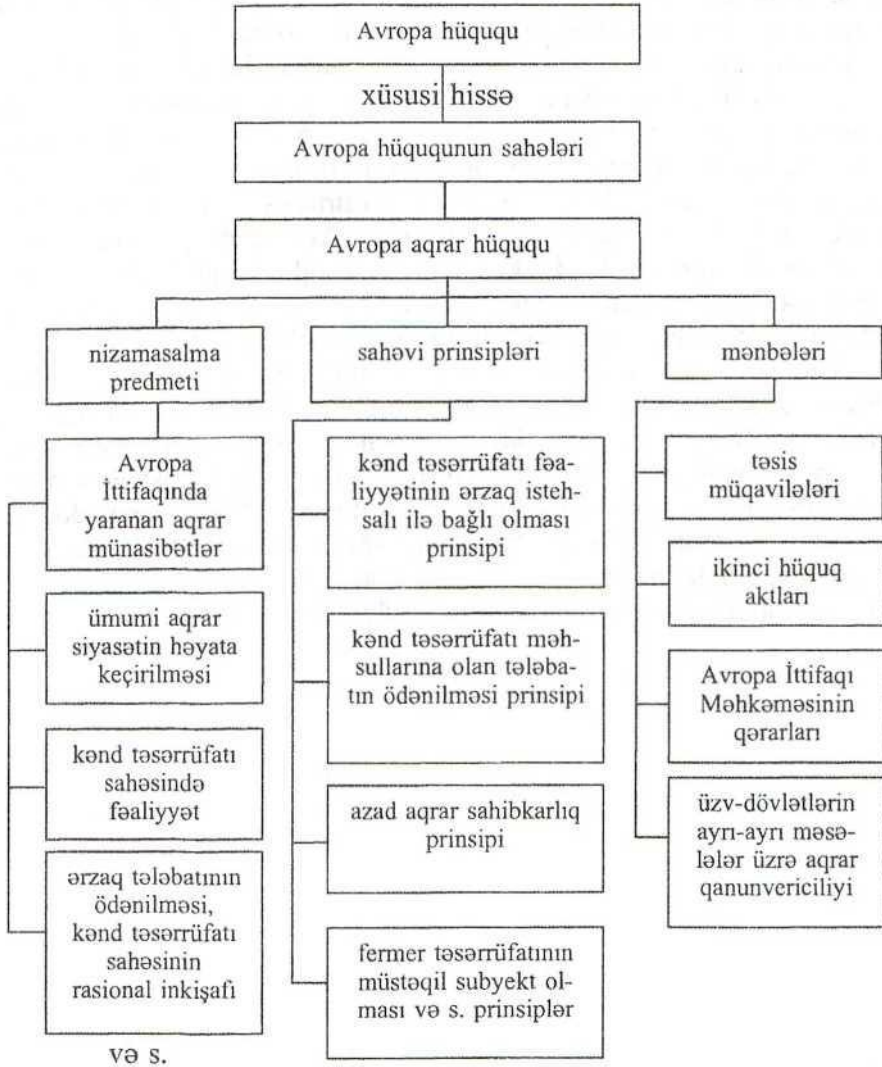 Avropa hüququ
xüsusi hissə
Avropa hüququnun sahələri
Avropa aqrar hüququ
nizamasalma
predmeti
Avropa
İttifaqında
yaranan aqrar
münasibətlər
ümumi aqrar
siyasətin həyata
keçirilməsi
kənd təsərrüfatı
sahəsində
fəaliyyət
ərzaq tələbatının
ödənilməsi,
kənd təsərrüfatı
sahəsinin
rasional inkişafı
və s.
sahəvi prinsipləri
kənd təsərrüfatı fəa-
liyyətinin ərzaq isteh-
salı ilə bağlı olması
prinsipi
kənd təsərrüfatı məh-
sullarına olan tələba-
tın ödənilməsi prinsipi
azad aqrar sahibkarlıq
prinsipi
fermer təsərrüfatının
müstəqil subyekt ol-
ması və s. prinsiplər
mənbələri
təsis
müqavilələri
ikinci hüquq
aktları
Avropa İttifaqı
Məhkəməsinin
qərarları
üzv-dövlətlərin
ayrı-ayrı məsə-
lələr üzrə aqrar
qanunvericiliyi